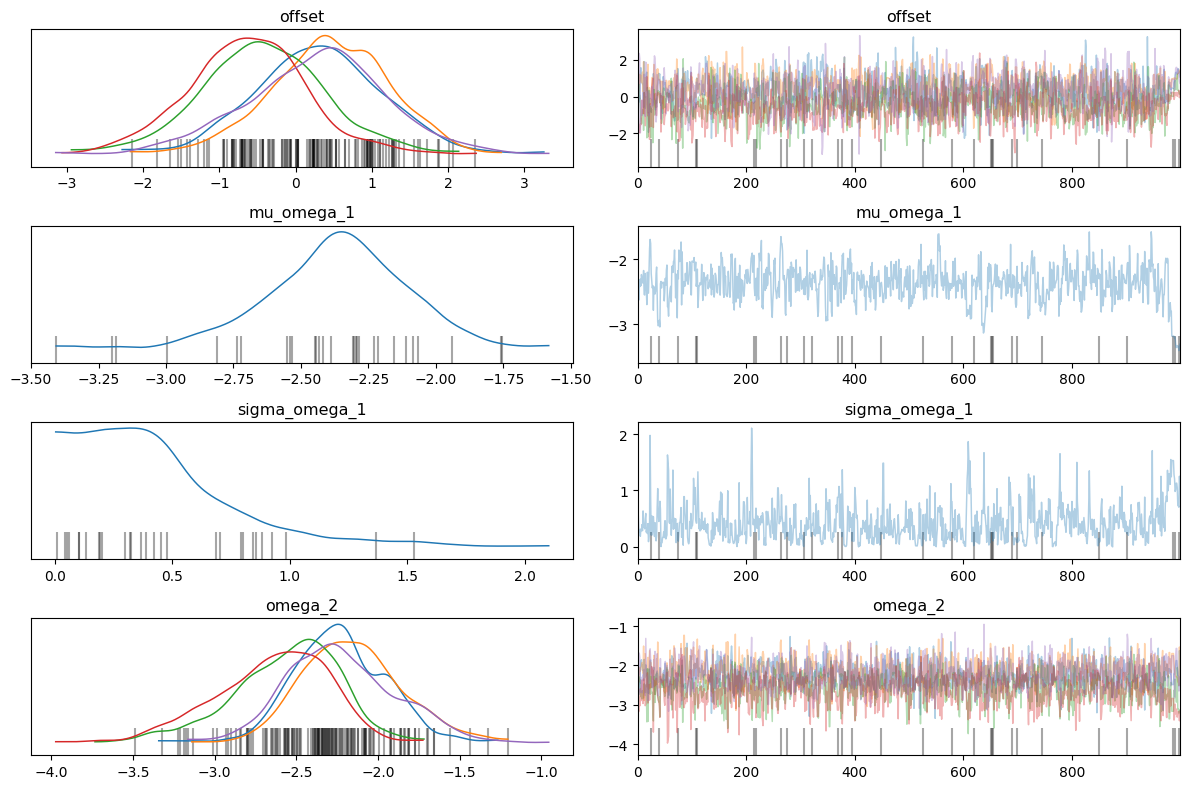 offset offset
2
0
−2
−3 −2 −1 0 1 2 3 0 200 400 600 800
mu_omega_1 mu_omega_1
−2
−3
−3.50 −3.25 −3.00 −2.75 −2.50 −2.25 −2.00 −1.75 −1.50 0 200 400 600 800
sigma_omega_1 sigma_omega_1
2
1
0
0.0 0.5 1.0 1.5 2.0 0 200 400 600 800
omega_2 omega_2
−1
−2
−3
−4
−4.0 −3.5 −3.0 −2.5 −2.0 −1.5 −1.0 0 200 400 600 800